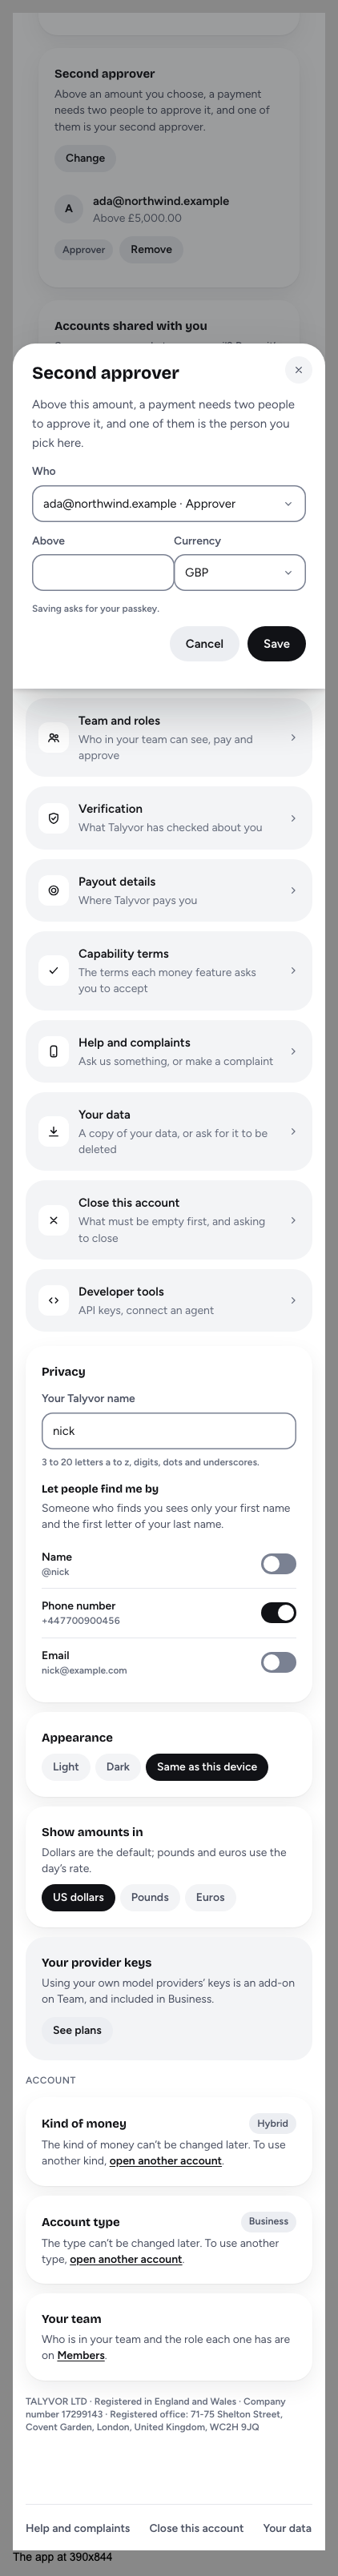 Second approver
Above an amount you choose, a payment
needs two people to approve it, and one of
them is your second approver.
Change
A
ada@northwind.example
Above £5,000.00
Approver
Remove
Accounts shared with you
Second approver
Above this amount, a payment needs two people
to approve it, and one of them is the person you
pick here.
Who
ada@northwind.example · Approver
Above
Currency
GBP
Saving asks for your passkey.
Cancel
Save
Team and roles
Who in your team can see, pay and
approve
Verification
What Talyvor has checked about you
Payout details
Where Talyvor pays you
Capability terms
The terms each money feature asks
you to accept
Help and complaints
Ask us something, or make a complaint
Your data
A copy of your data, or ask for it to be
deleted
Close this account
What must be empty first, and asking
to close
Developer tools
API keys, connect an agent
Privacy
Your Talyvor name
nick
3 to 20 letters a to z, digits, dots and underscores.
Let people find me by
Someone who finds you sees only your first name
and the first letter of your last name.
Name
@nick
Phone number
+447700900456
Email
nick@example.com
Appearance
Light
Dark
Same as this device
Show amounts in
Dollars are the default; pounds and euros use the
day’s rate.
US dollars
Pounds
Euros
Your provider keys
Using your own model providers’ keys is an add-on
on Team, and included in Business.
See plans
ACCOUNT
Kind of money
Hybrid
The kind of money can’t be changed later. To use
another kind, open another account.
Account type
Business
The type can’t be changed later. To use another
type, open another account.
Your team
Who is in your team and the role each one has are
on Members.
TALYVOR LTD · Registered in England and Wales · Company
number 17299143 · Registered office: 71-75 Shelton Street,
Covent Garden, London, United Kingdom, WC2H 9JQ
Help and complaints
Close this account
Your data
The app at 390x844